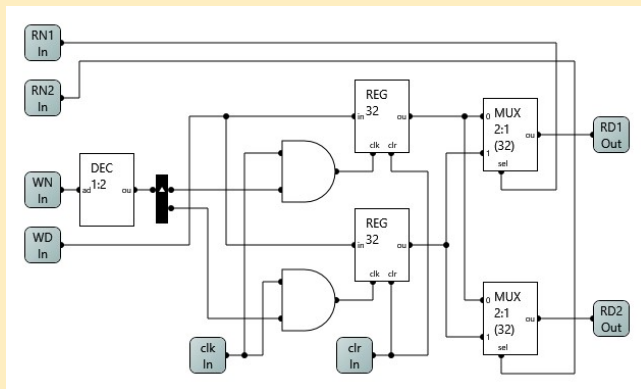 RN1
In
RN2
In
WN
In
WD
In
DEC
1:2
ad
ou
REG
32
in
ou
clk
clr
REG
32
in
ou
clk
clr
MUX
2:1
(32)
0
1
ou
sel
MUX
2:1
(32)
0
1
ou
sel
RD1
Out
RD2
Out
clk
In
clr
In